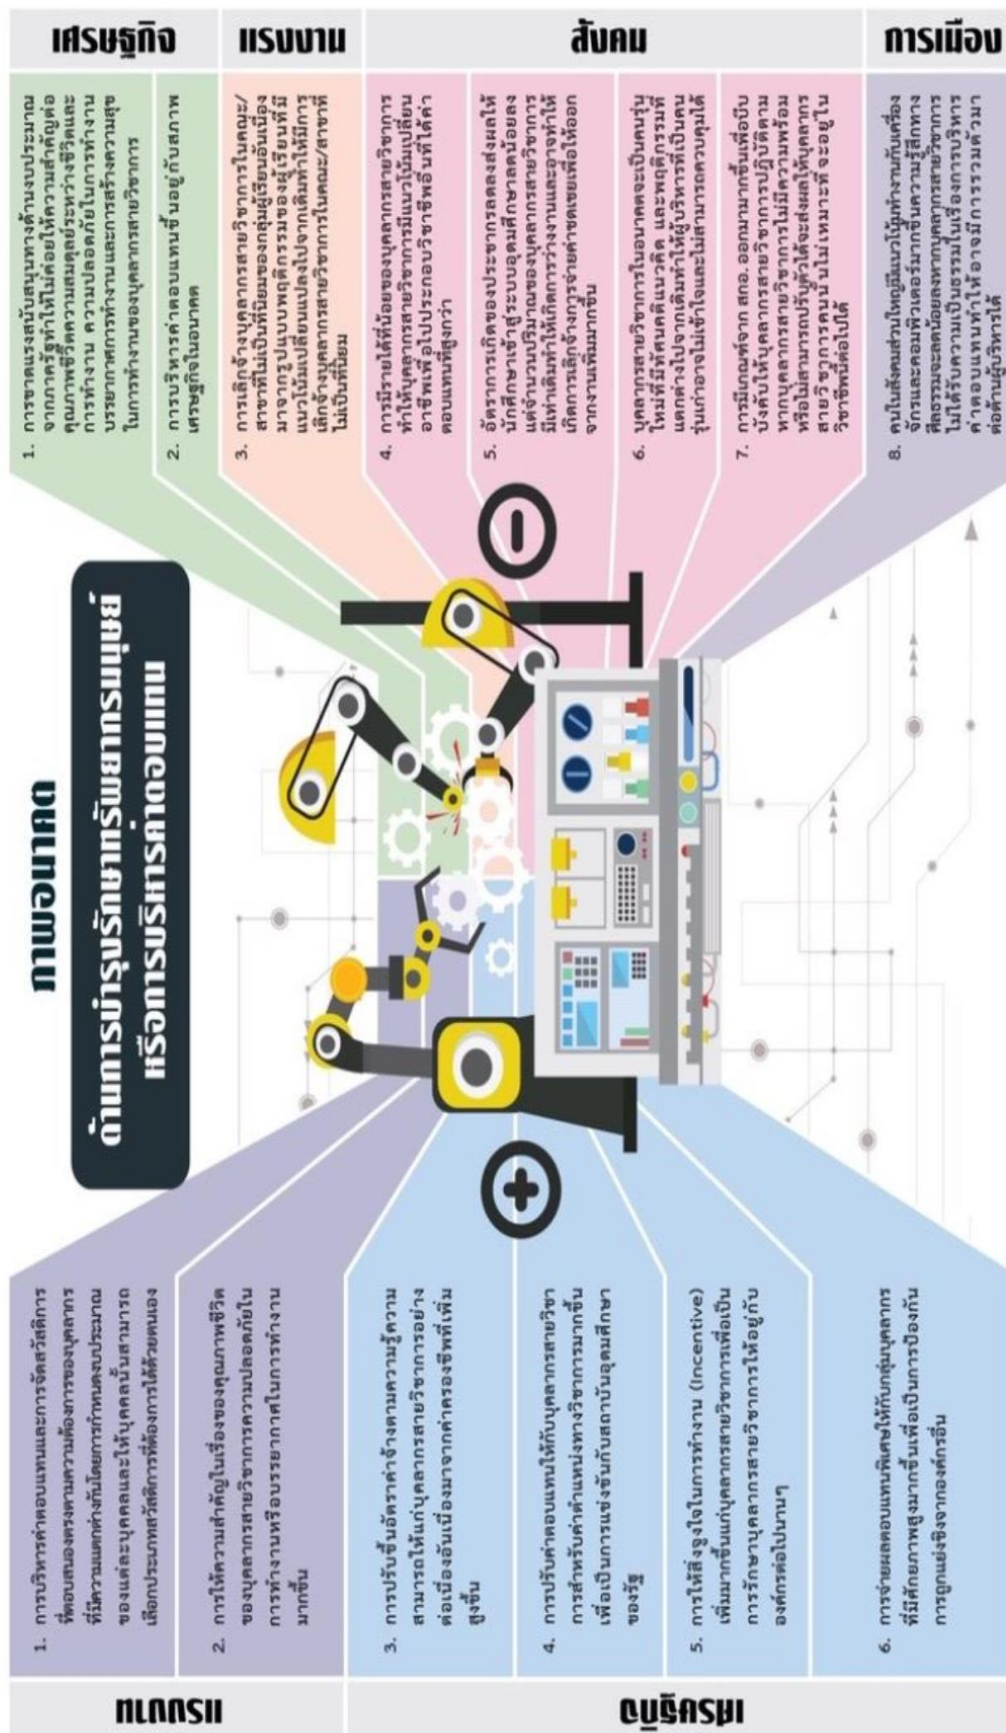 ภาพอนาคต
ด้านการบำรุงรักษาทรัพยากรมนุษย์
หรือการบริหารค่าตอบแทน
แรงงาน
1. การบริหารค่าตอบแทนและการจัดสวัสดิการ
ที่ตอบสนองตรงตามความต้องการของบุคลากร
ที่มีความแตกต่างกันโดยการกำหนดงบประมาณ
ของแต่ละบุคคลและให้บุคคลนั้นสามารถ
เลือกประเภทสวัสดิการที่ต้องการได้ด้วยตนเอง
2. การให้ความสำคัญในเรื่องของคุณภาพชีวิต
ของบุคลากรสายวิชาการความปลอดภัยใน
การทำงานหรือบรรยากาศในการทำงาน
มากขึ้น
เศรษฐกิจ
3. การปรับขึ้นอัตราค่าจ้างตามความรู้ความ
สามารถให้แก่บุคลากรสายวิชาการอย่าง
ต่อเนื่องอันเนื่องมาจากค่าครองชีพที่เพิ่ม
สูงขึ้น
4. การปรับค่าตอบแทนให้กับบุคลากรสายวิชา
การสำหรับค่าตำแหน่งทางวิชาการมากขึ้น
เพื่อเป็นการแข่งขันกับสถาบันอุดมศึกษา
ของรัฐ
5. การให้สิ่งจูงใจในการทำงาน (Incentive)
เพิ่มมากขึ้นแก่บุคลากรสายวิชาการเพื่อเป็น
การรักษาบุคลากรสายวิชาการให้อยู่กับ
องค์กรต่อไปนานๆ
6. การจ่ายผลตอบแทนพิเศษให้กับกลุ่มบุคลากร
ที่มีศักยภาพสูงมากขึ้นเพื่อเป็นการป้องกัน
การถูกแย่งชิงจากองค์กรอื่น
เศรษฐกิจ
1. การขาดแรงสนับสนุนทางด้านงบประมาณ
จากภาครัฐทำให้ไม่ค่อยให้ความสำคัญต่อ
คุณภาพชีวิตความสมดุลย์ระหว่างชีวิตและ
การทำงาน ความปลอดภัยในการทำงาน
บรรยากาศการทำงานและการสร้างความสุข
ในการทำงานของบุคลากรสายวิชาการ
2. การบริหารค่าตอบแทนขึ้นอยู่กับสภาพ
เศรษฐกิจในอนาคต
แรงงาน
3. การเลิกจ้างบุคลากรสายวิชาการในคณะ/
สาขาที่ไม่เป็นที่นิยมของกลุ่มผู้เรียนอันเนื่อง
มาจากรูปแบบพฤติกรรมของผู้เรียนที่มี
แนวโน้มเปลี่ยนแปลงไปจากเดิมทำให้มีการ
เลิกจ้างบุคลากรสายวิชาการในคณะ/สาขาที่
ไม่เป็นที่นิยม
สังคม
4. การมีรายได้ที่น้อยของบุคลากรสายวิชาการ
ทำให้บุคลากรสายวิชาการมีแนวโน้มเปลี่ยน
อาชีพเพื่อไปประกอบวิชาชีพอื่นที่ได้ค่า
ตอบแทนที่สูงกว่า
5. อัตราการเกิดของประชากรลดลงส่งผลให้
นักศึกษาเข้าสู่ระบบอุดมศึกษาลดน้อยลง
แต่จำนวนปริมาณของบุคลากรสายวิชาการ
มีเท่าเดิมทำให้เกิดการว่างงานและอาจทำให้
เกิดการเลิกจ้างการจ่ายค่าชดเชยเพื่อให้ออก
จากงานเพิ่มมากขึ้น
6. บุคลากรสายวิชาการในอนาคตจะเป็นคนรุ่น
ใหม่ที่มีทัศนคติแนวคิด และพฤติกรรมที่
แตกต่างไปจากเดิมทำให้ผู้บริหารที่เป็นคน
รุ่นเก่าอาจไม่เข้าใจและไม่สามารถควบคุมได้
7. การมีเกณฑ์จาก สกอ. ออกมามากขึ้นเพื่อบีบ
บังคับให้บุคลากรสายวิชาการปฏิบัติตาม
หากบุคลากรสายวิชาการไม่มีความพร้อม
หรือไม่สามารถปรับตัวได้จะส่งผลให้บุคลากร
สายวิชาการคนนั้นไม่เหมาะที่จะอยู่ใน
วิชาชีพนี้ต่อไปได้
การเมือง
8. คนในสังคมส่วนใหญ่มีแนวโน้มทำงานกับเครื่อง
จักรและคอมพิวเตอร์มากขึ้นความรู้สึกทาง
ศีลธรรมจะลดน้อยลงหากบุคลากรสายวิชาการ
ไม่ได้รับความเป็นธรรมในเรื่องการบริหาร
ค่าตอบแทนทำให้อาจมีการรวมตัวมา
ต่อต้านผู้บริหารได้